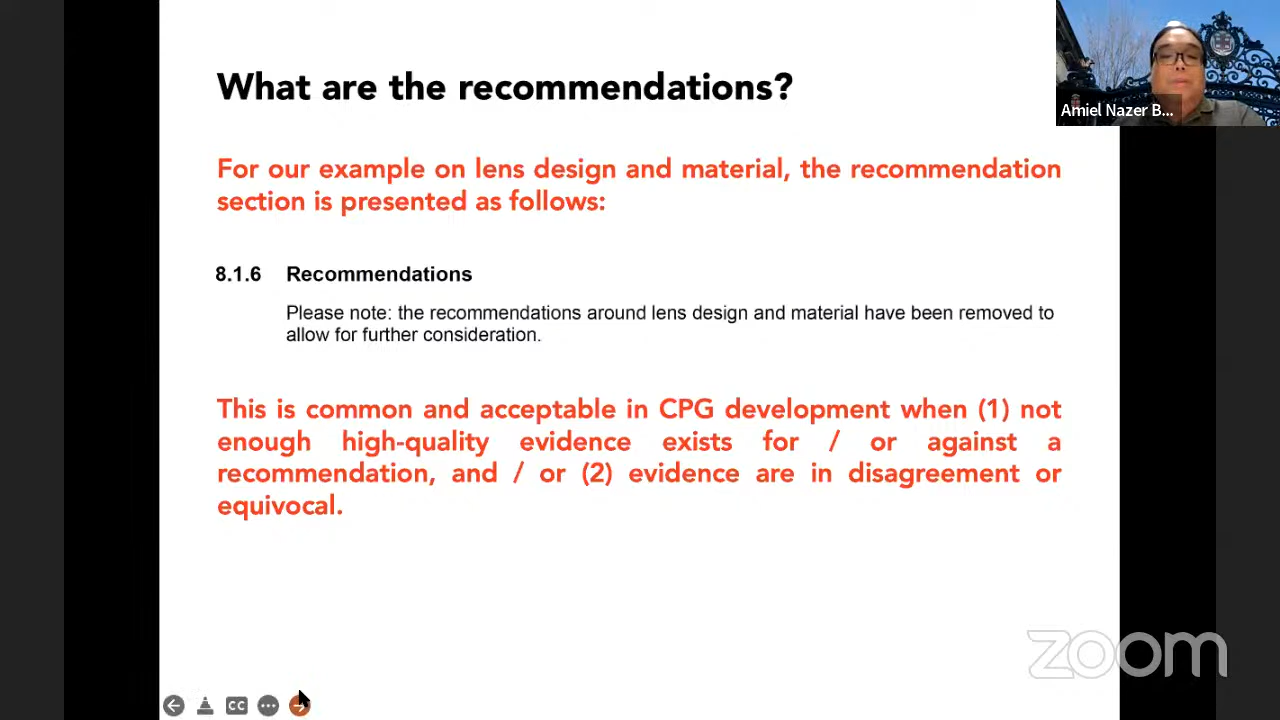 What are the recommendations?
For our example on lens design and material, the recommendation
section is presented as follows:
8.1.6 Recommendations
Please note: the recommendations around lens design and material have been removed to
allow for further consideration.
This is common and acceptable in CPG development when (1) not
enough high-quality evidence exists for / or against a
recommendation, and / or (2) evidence are in disagreement or
equivocal.
Amiel Nazer B...
zoom
CC